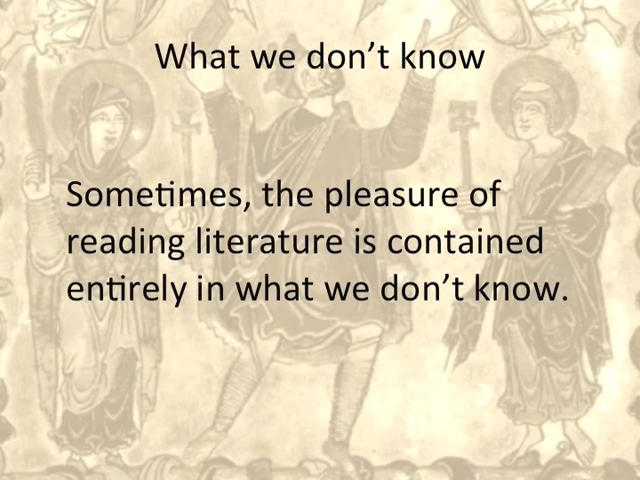 What we don’t know
Sometimes, the pleasure of
reading literature is contained
entirely in what we don’t know.